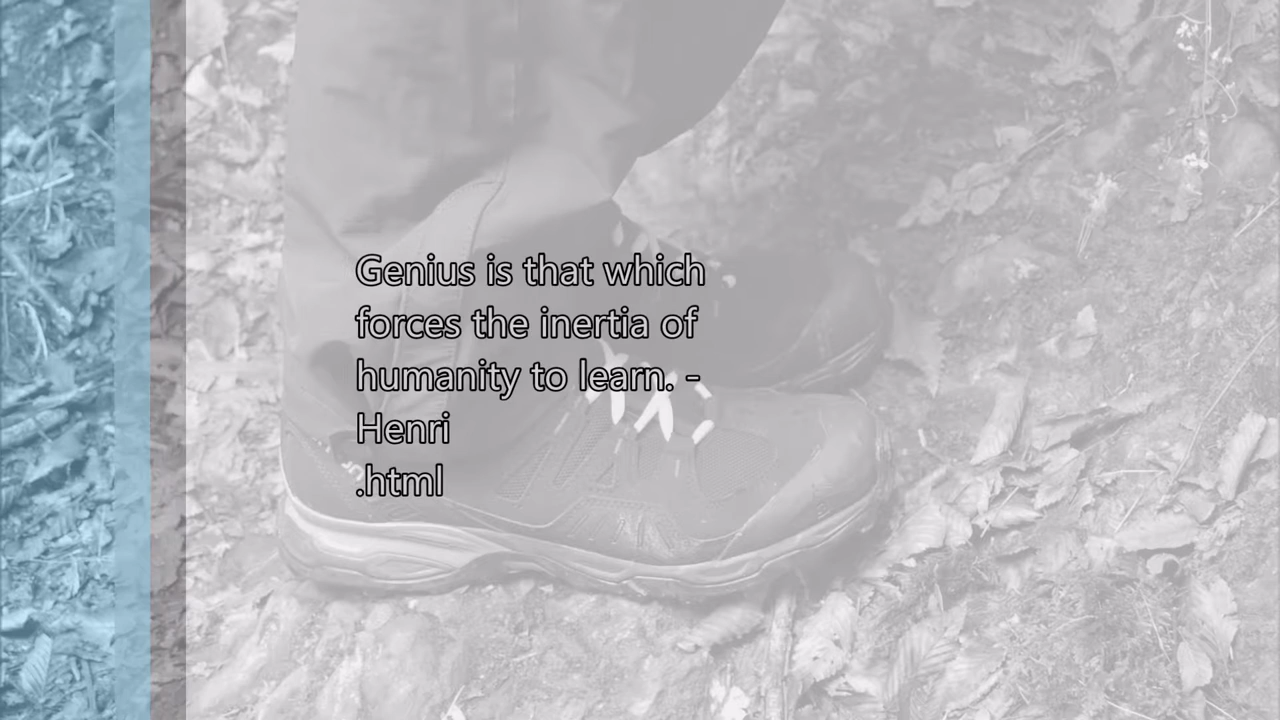 Genius is that which
forces the inertia of
humanity to learn. -
Henri
.html